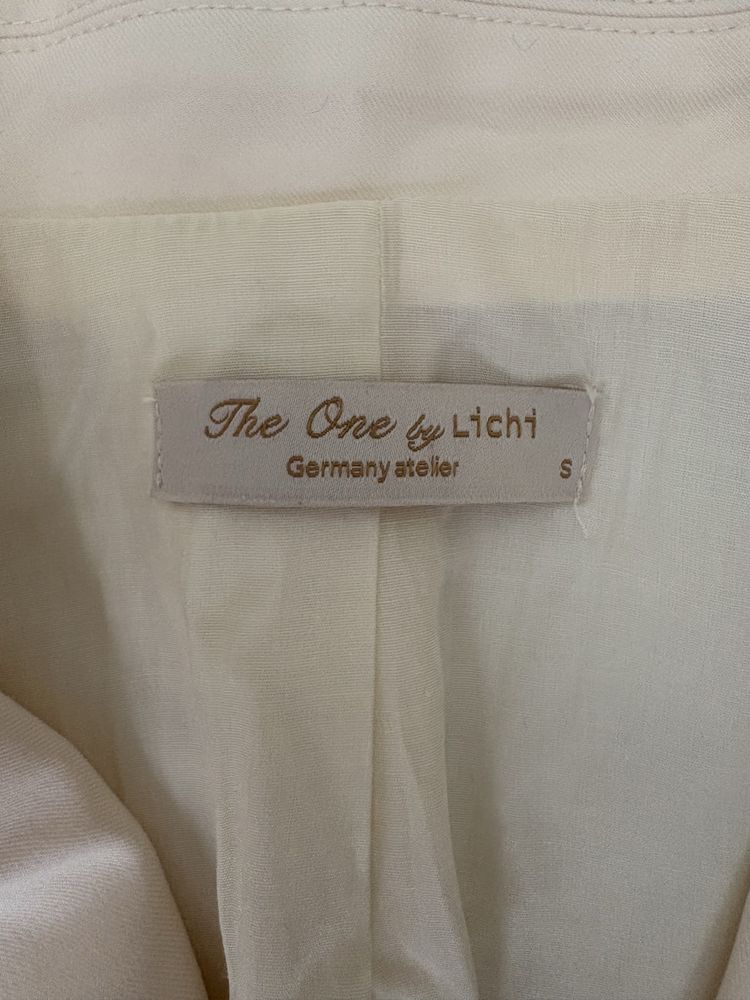 The One by Lichi
Germany atelier
S